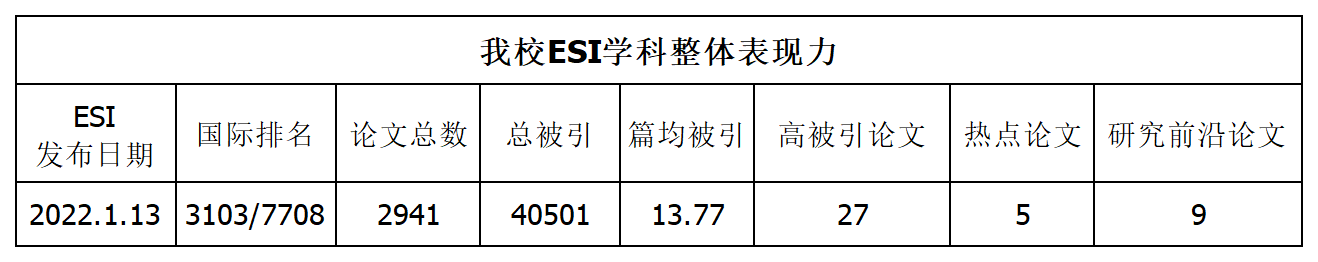 我校ESI学科整体表现力
ESI
发布日期 国际排名 论文总数 总被引 篇均被引 高被引论文 热点论文 研究前沿论文
2022.1.13 3103/7708 2941 40501 13.77 27 5 9